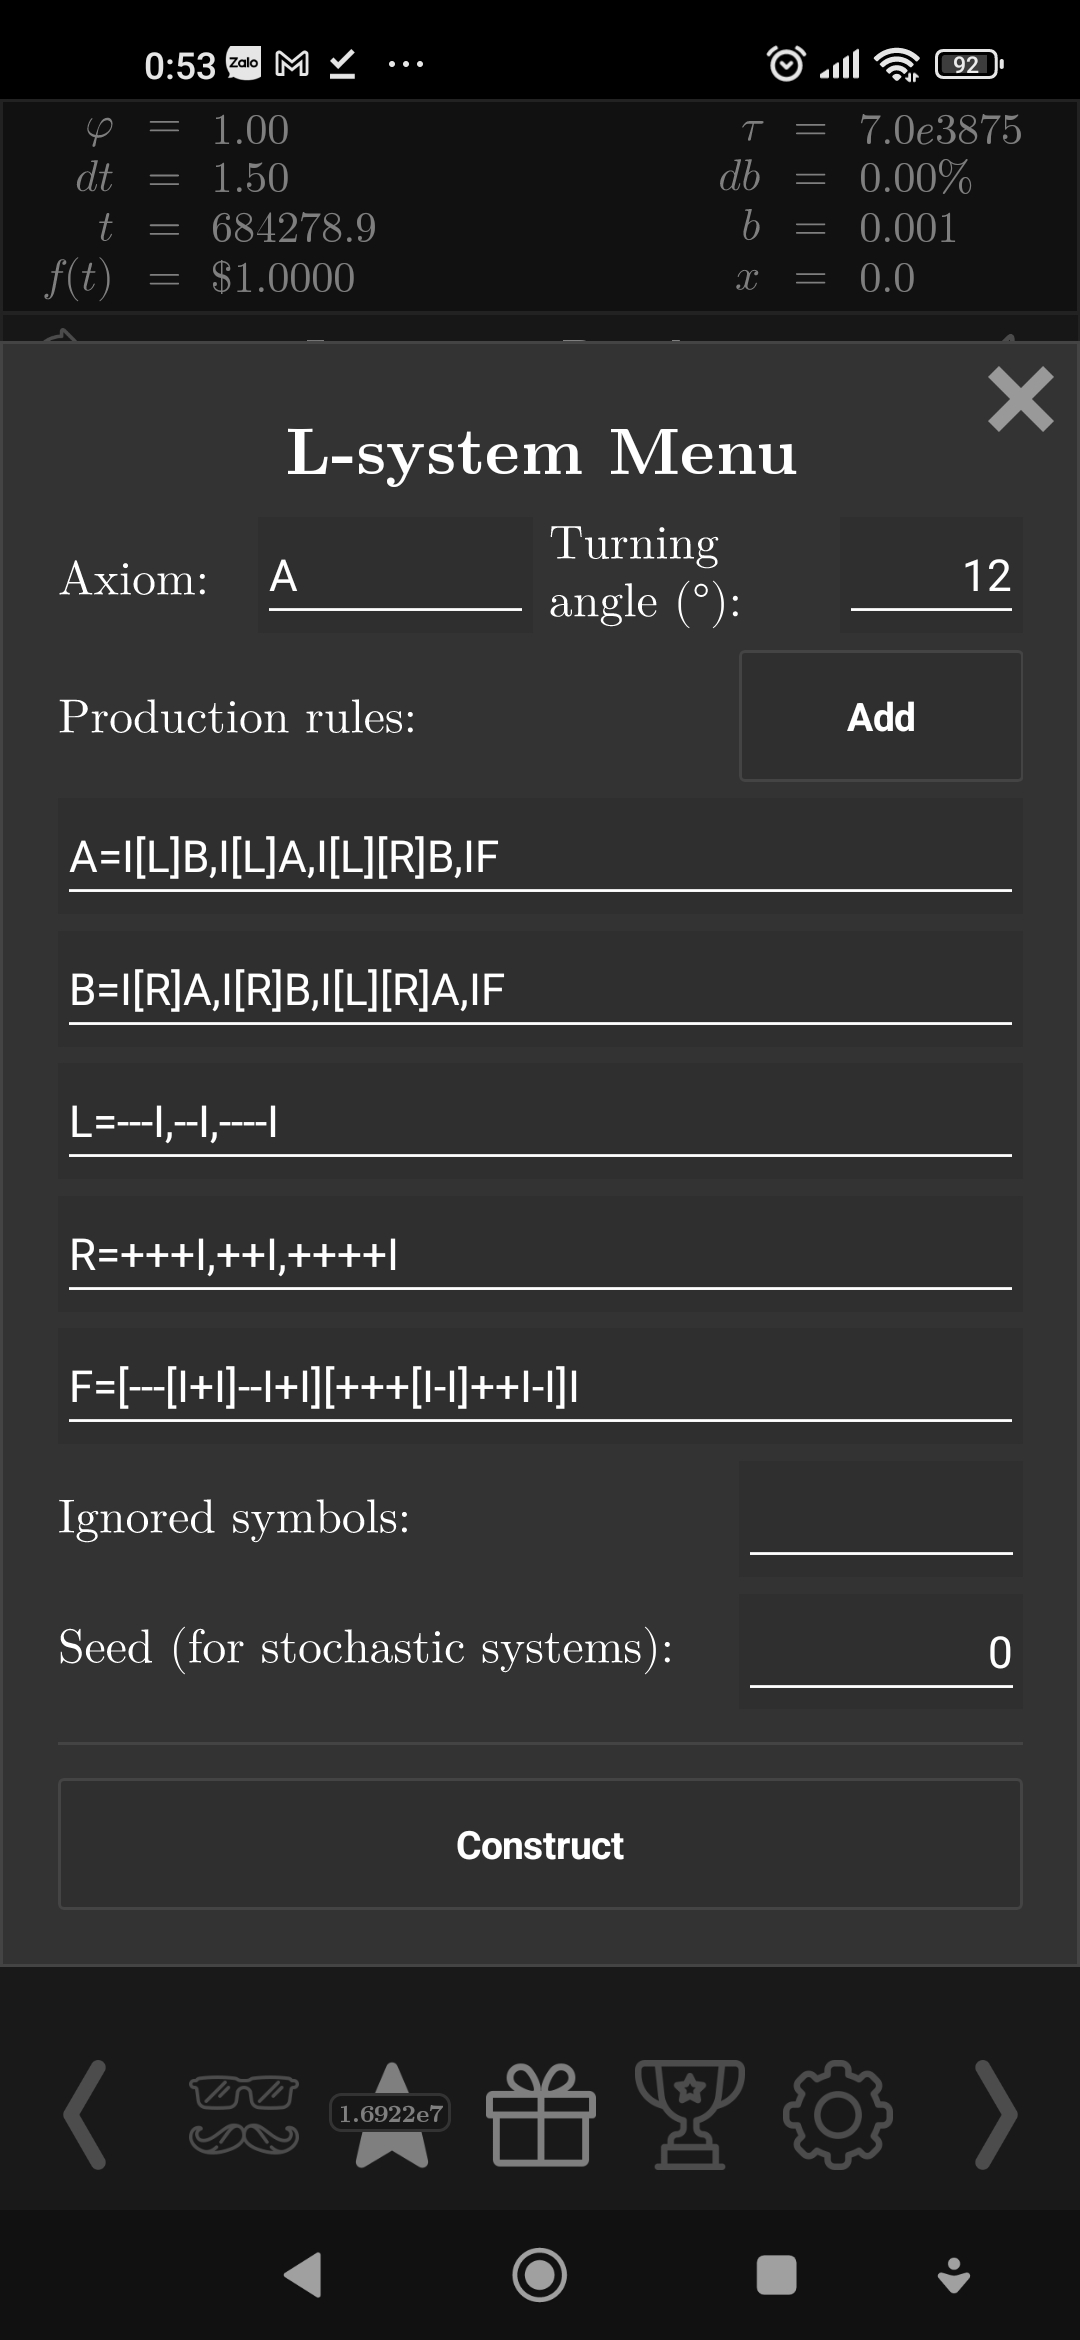 0:53 Zalo 92
φ = 1.00 τ = 7.0e3875
dt = 1.50 db = 0.00%
t = 684278.9 b = 0.001
f(t) = $1.0000 x = 0.0
L-system Menu
Axiom: A Turning angle (°): 12
Production rules: Add
A=I[L]B,I[L]A,I[L][R]B,IF
B=I[R]A,I[R]B,I[L][R]A,IF
L=---I,--I,----I
R=+++I,++I,++++I
F=[---[I+I]--I+I][+++[I-I]++I-I]I
Ignored symbols:
Seed (for stochastic systems): 0
Construct
1.6922e7